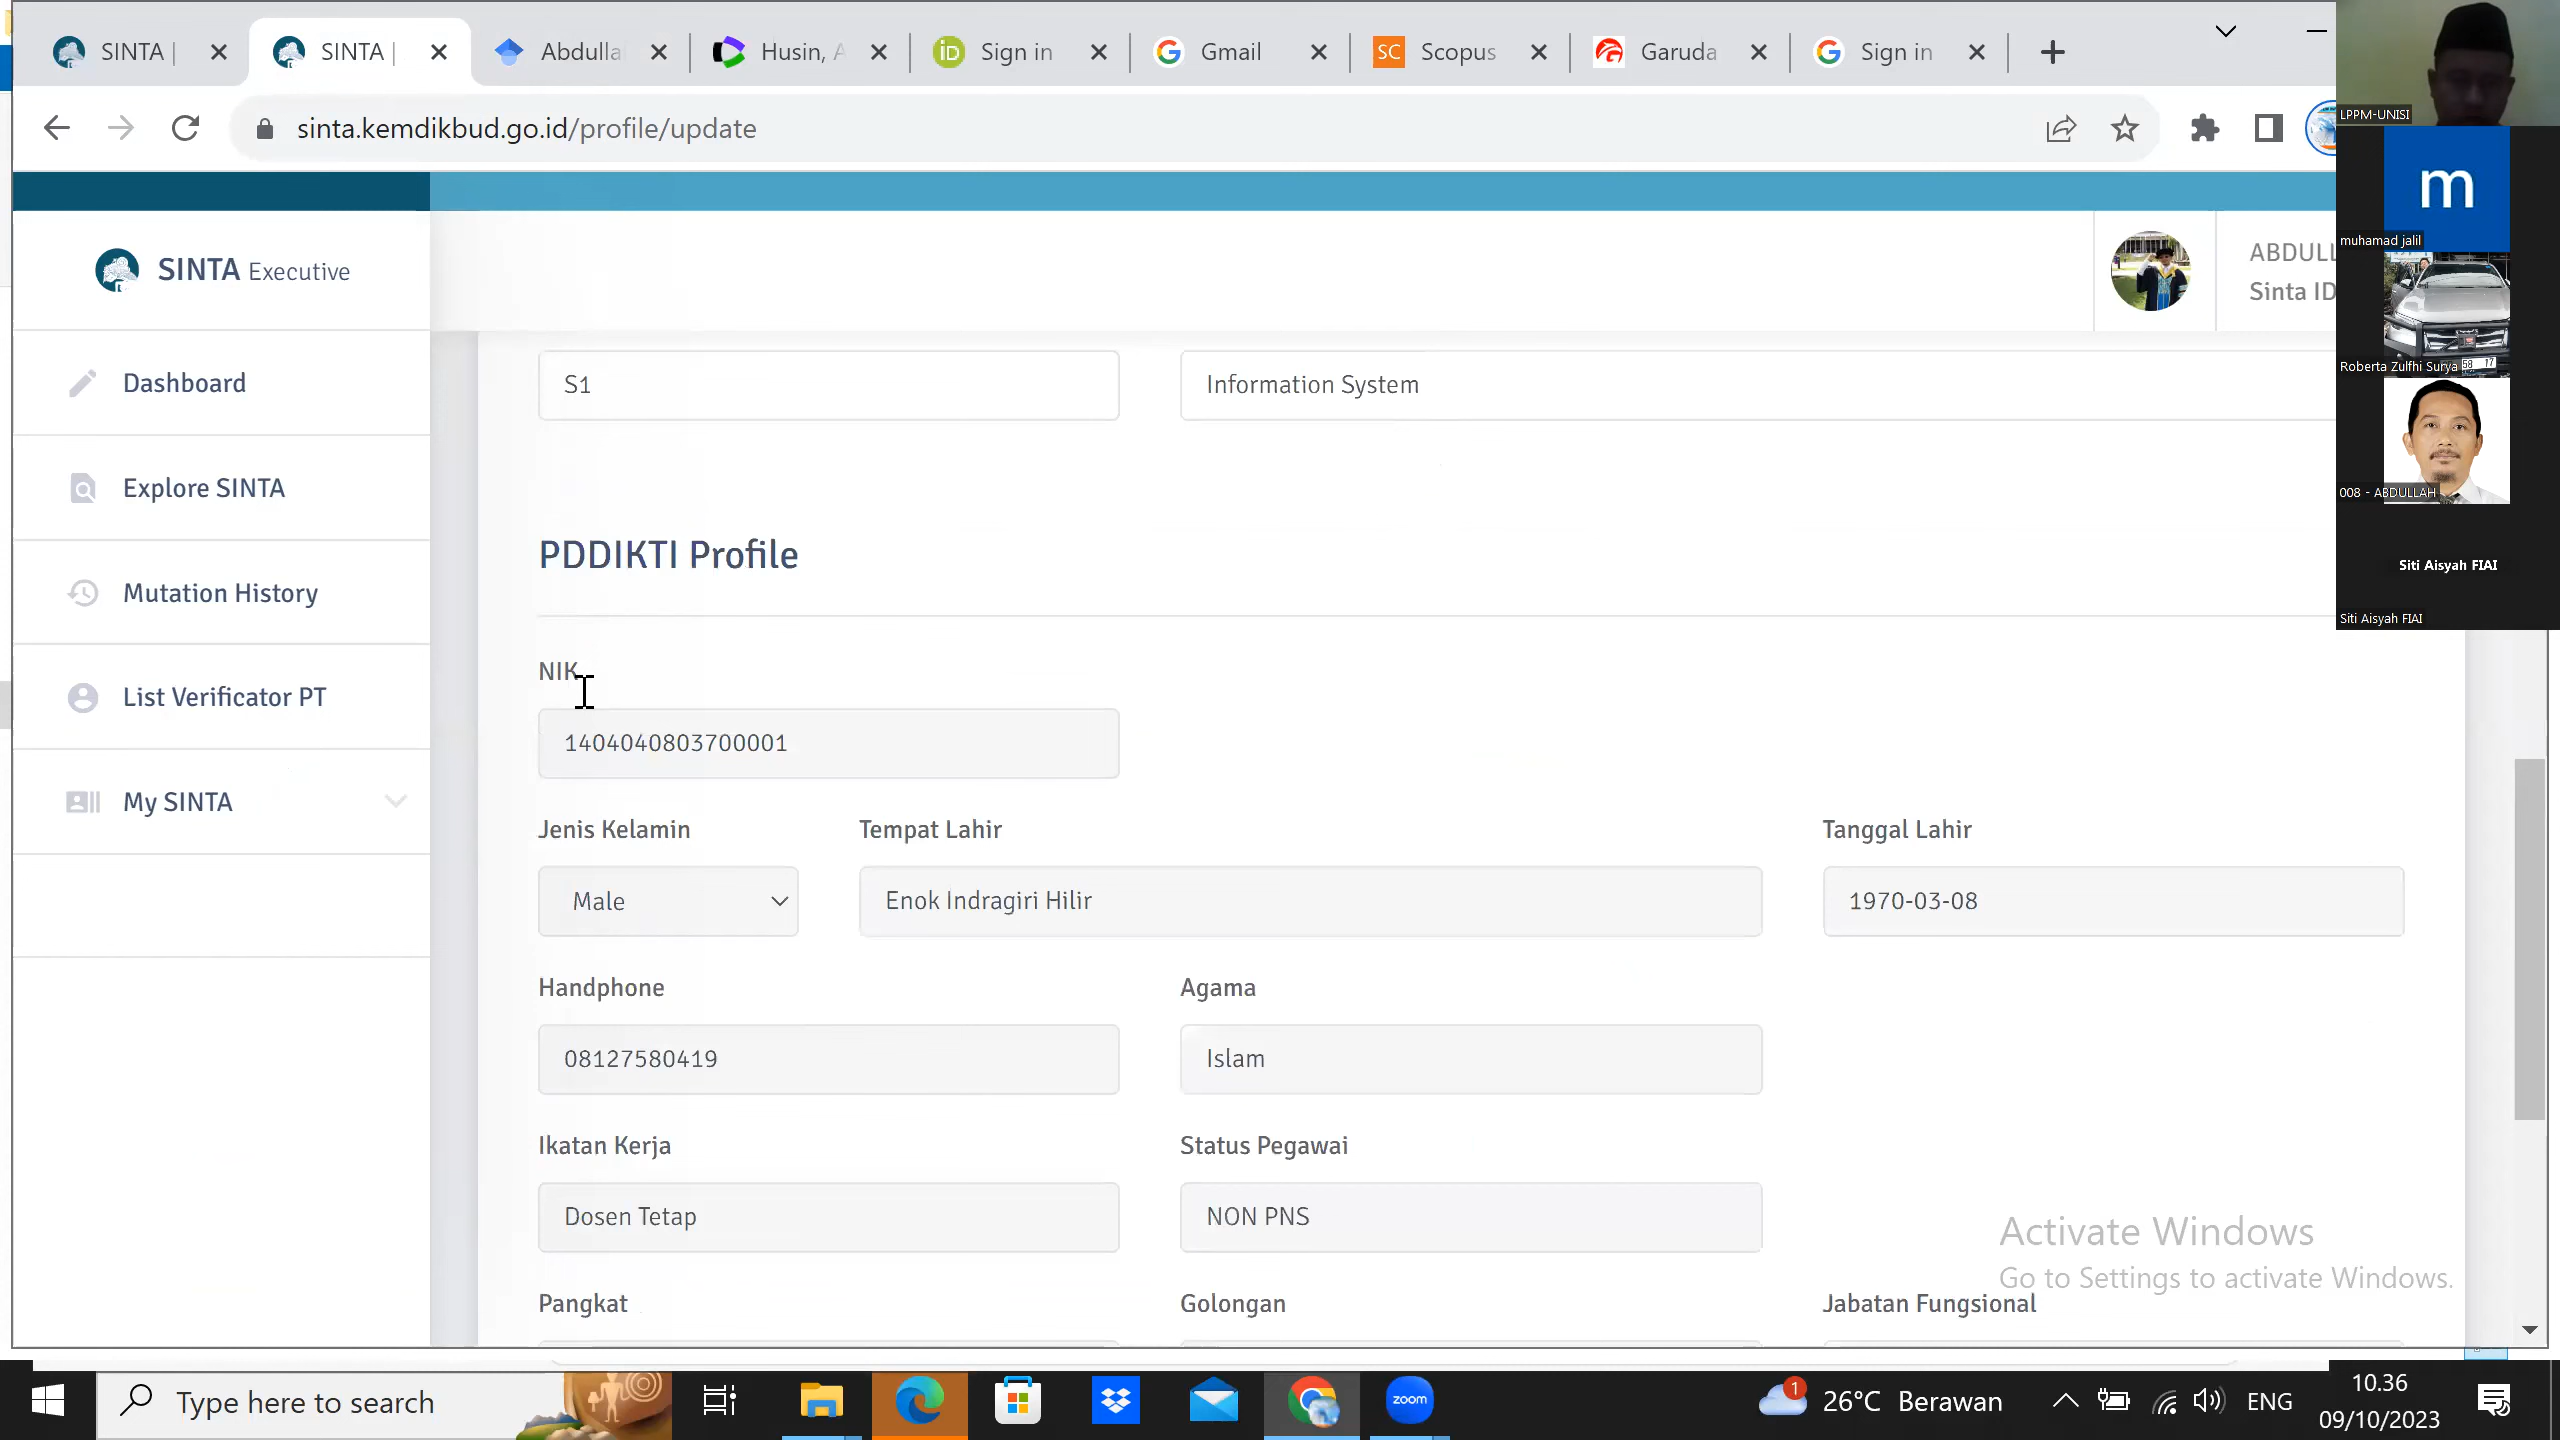 SINTA |
SINTA |
Abdulla
Husin, A
Sign in
Gmail
Scopus
Garuda
Sign in
sinta.kemdikbud.go.id/profile/update
LPPM-UNISI
m
muhamad jalil
Roberta Zulfhi Surya
008 - ABDULLAH
Siti Aisyah FIAI
Siti Aisyah FIAI
SINTA Executive
ABDULL
Sinta ID
Dashboard
Explore SINTA
Mutation History
List Verificator PT
My SINTA
S1
Information System
PDDIKTI Profile
NIK
1404040803700001
Jenis Kelamin
Tempat Lahir
Tanggal Lahir
Male
Enok Indragiri Hilir
1970-03-08
Handphone
Agama
08127580419
Islam
Ikatan Kerja
Status Pegawai
Dosen Tetap
NON PNS
Activate Windows
Go to Settings to activate Windows.
Pangkat
Golongan
Jabatan Fungsional
Type here to search
zoom
1
26°C Berawan
ENG
10.36
09/10/2023